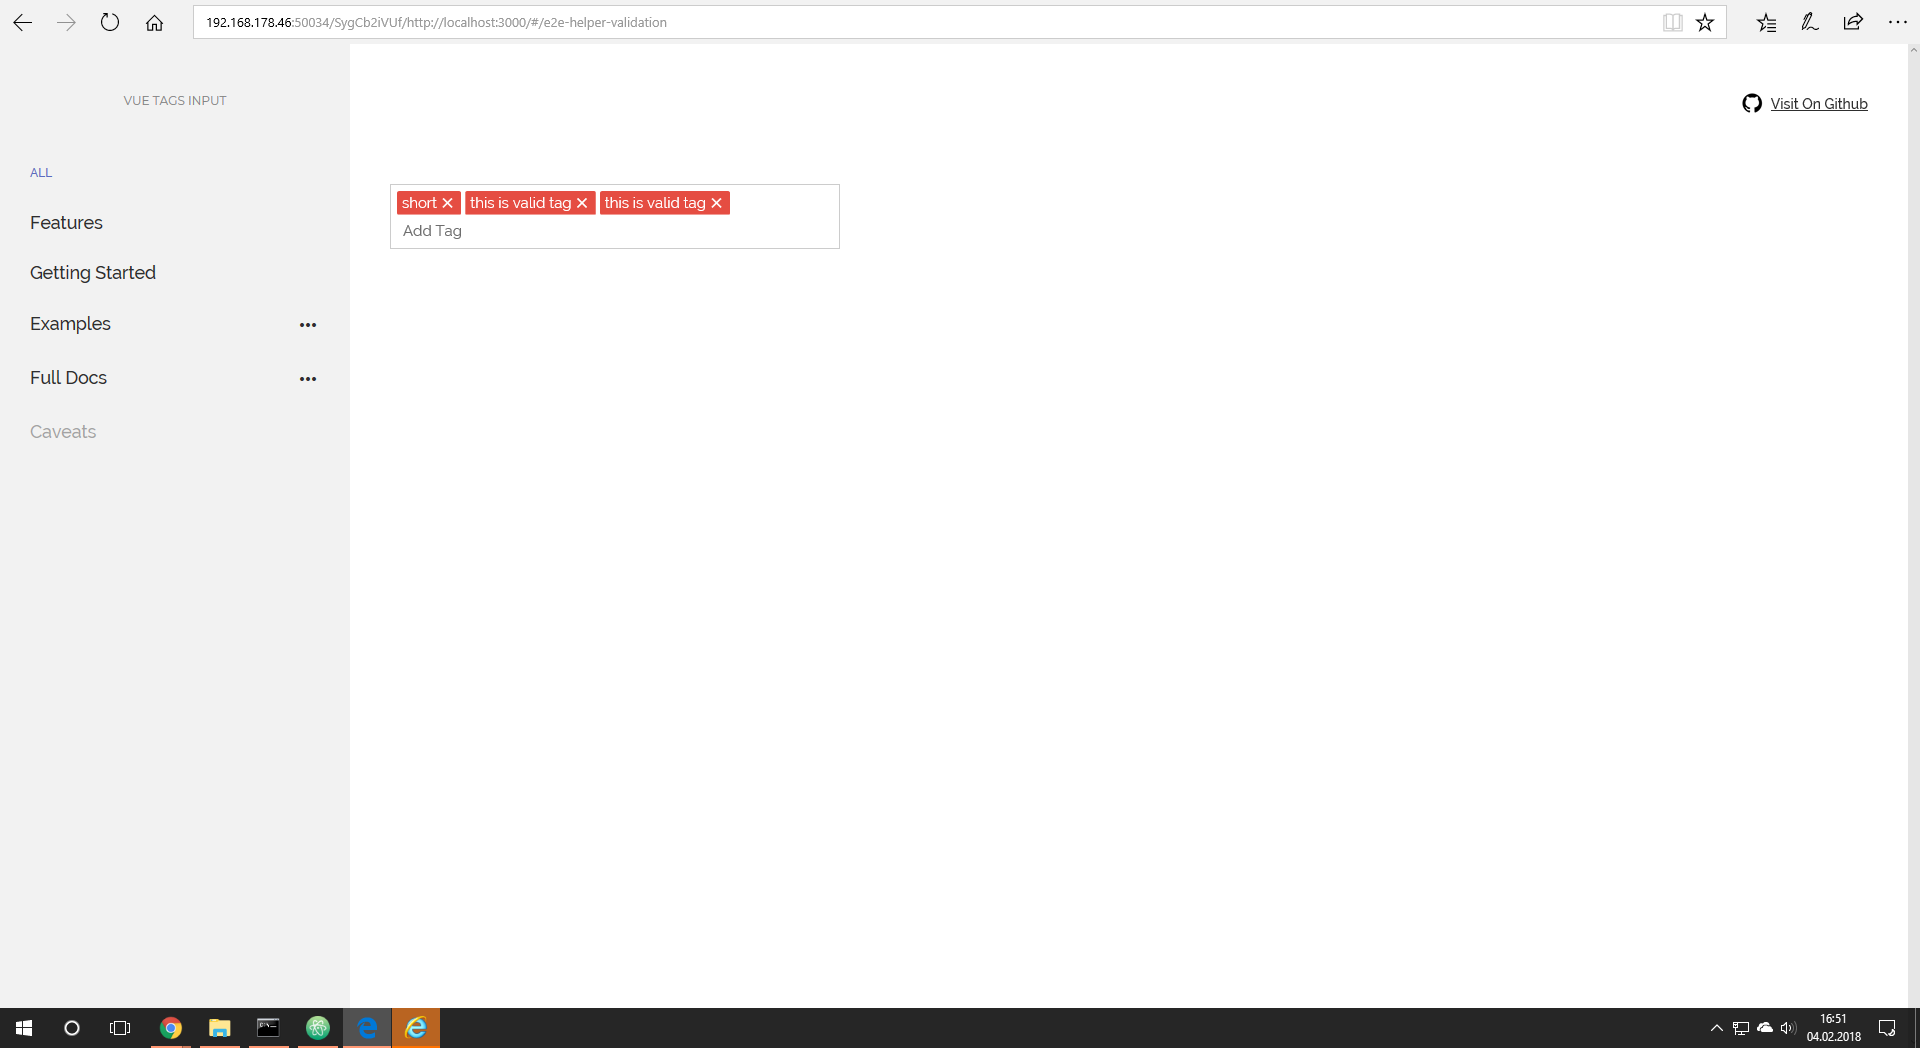 192.168.178.46:50034/SygCb2iVUf/http://localhost:3000/#/e2e-helper-validation
VUE TAGS INPUT
Visit On Github
ALL
Features
Getting Started
Examples
Full Docs
Caveats
short
this is valid tag
this is valid tag
Add Tag
16:51
04.02.2018